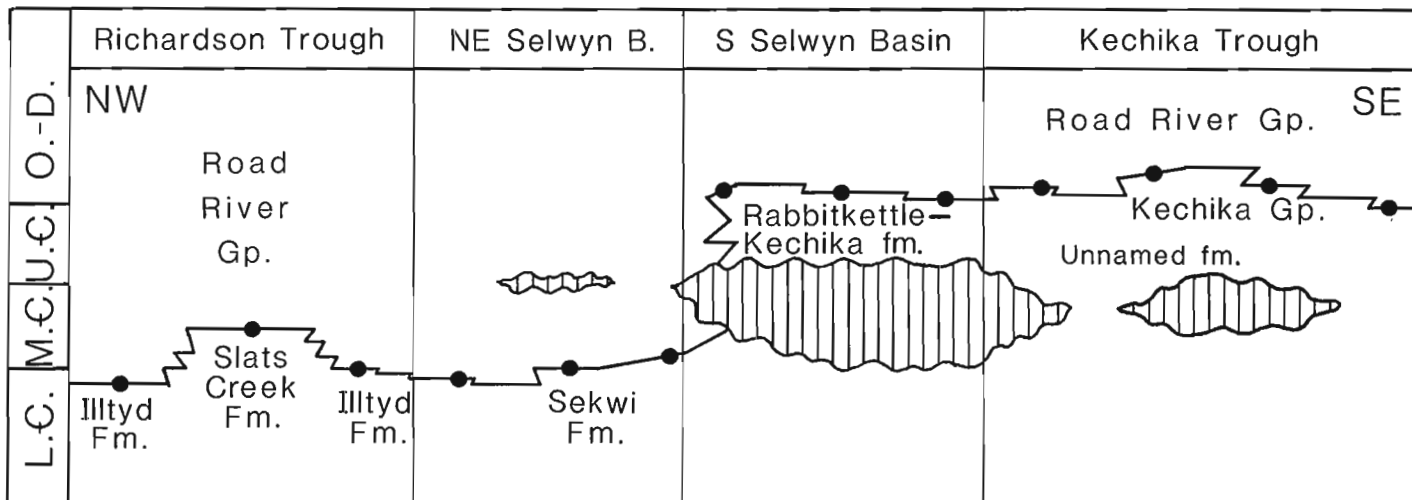 Richardson Trough
NE Selwyn B.
S Selwyn Basin
Kechika Trough
O.-D.
U.Є.
M.Є.
L.Є.
NW
SE
Road
River
Gp.
Road River Gp.
Rabbitkettle–
Kechika fm.
Kechika Gp.
Unnamed fm.
Slats
Creek
Fm.
Illtyd
Fm.
Illtyd
Fm.
Sekwi
Fm.